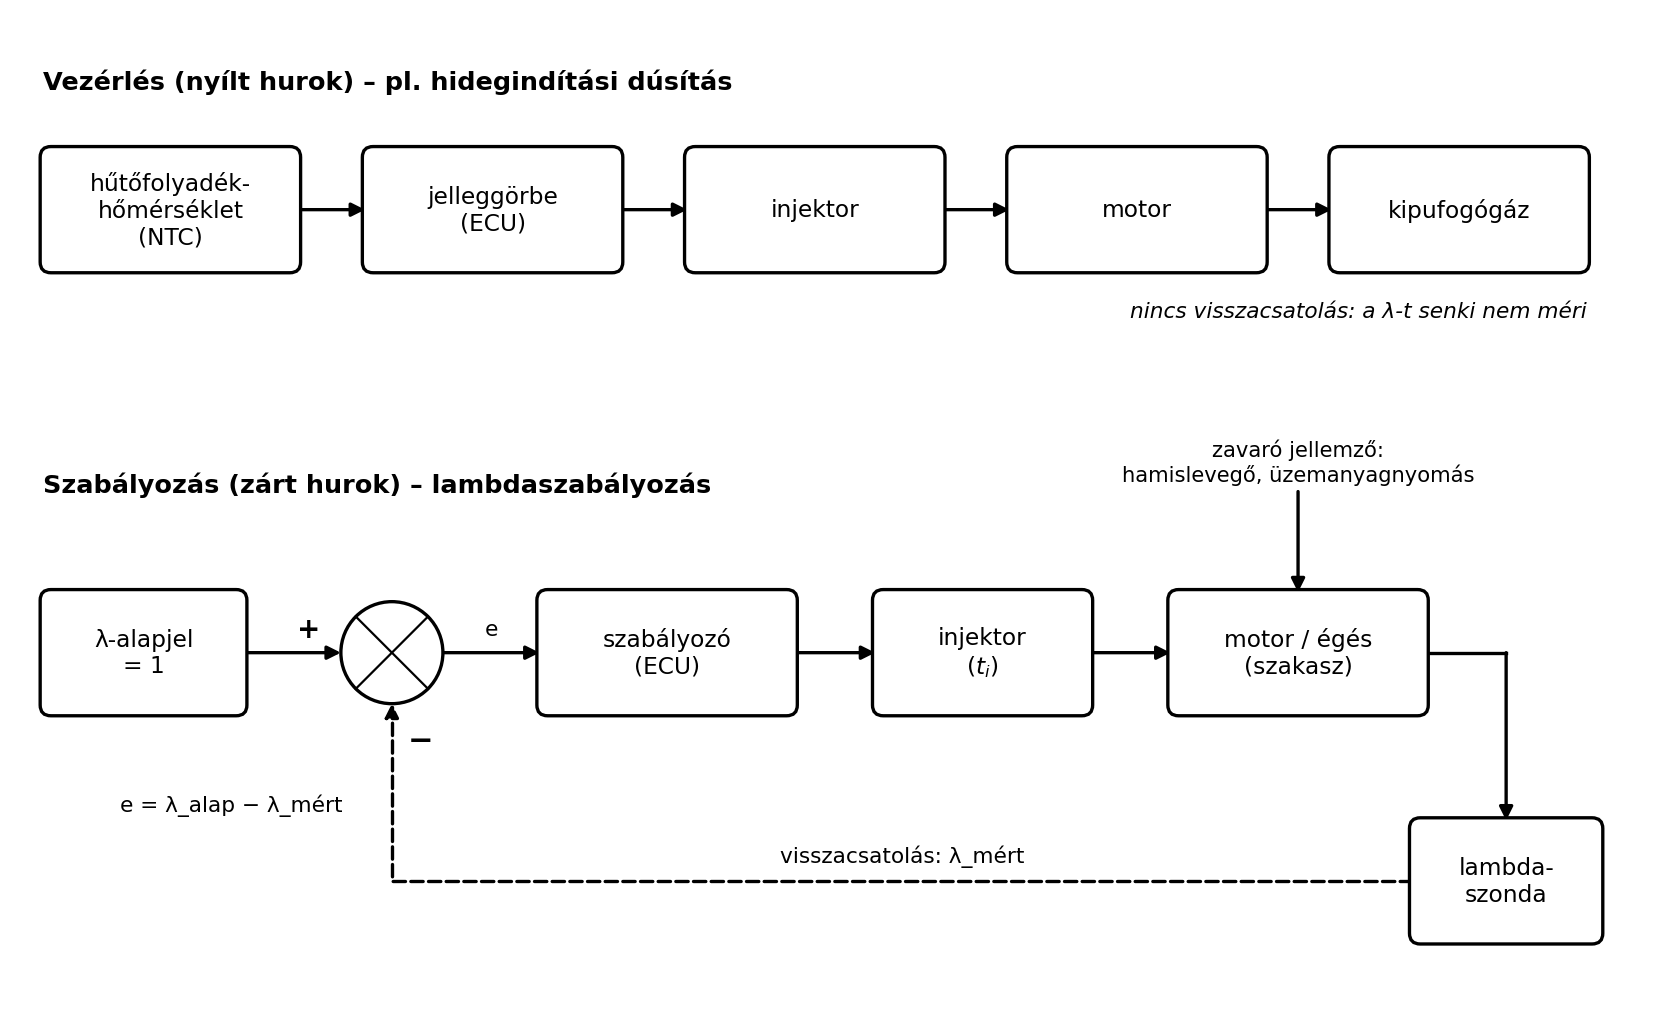 Vezérlés (nyílt hurok) – pl. hidegindítási dúsítás
hűtőfolyadék-
hőmérséklet
(NTC)
jelleggörbe
(ECU)
injektor
motor
kipufogógáz
nincs visszacsatolás: a λ-t senki nem méri
zavaró jellemző:
hamislevegő, üzemanyagnyomás
Szabályozás (zárt hurok) – lambdaszabályozás
λ-alapjel
= 1
+
e
szabályozó
(ECU)
injektor
(tᵢ)
motor / égés
(szakasz)
−
e = λ_alap − λ_mért
visszacsatolás: λ_mért
lambda-
szonda